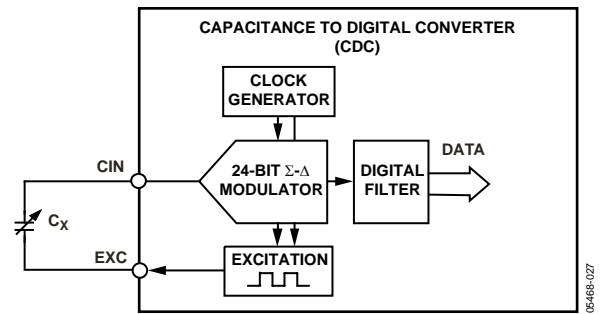 CAPACITANCE TO DIGITAL CONVERTER
(CDC)
CLOCK
GENERATOR
CIN
24-BIT Σ-Δ
MODULATOR
DIGITAL
FILTER
DATA
CX
EXC
EXCITATION
05468-027